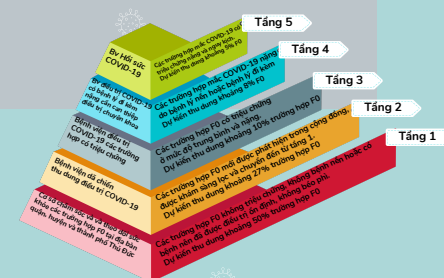 Tầng 5
BV Hồi sức
COVID-19
Các trường hợp mắc COVID-19 có
triệu chứng nặng và nguy kịch.
Dự kiến thu dung khoảng 5% F0
Tầng 4
BV điều trị COVID-19
có bệnh lý đi kèm
nặng cần can thiệp
điều trị chuyên khoa
Các trường hợp mắc COVID-19 nặng
do bệnh lý nền hoặc bệnh lý đi kèm
Dự kiến thu dung khoảng 8% F0
Tầng 3
Bệnh viện điều trị
COVID-19 các trường
hợp có triệu chứng
Các trường hợp F0 có triệu chứng
ở mức độ trung bình và nặng.
Dự kiến thu dung khoảng 10% trường hợp F0
Tầng 2
Bệnh viện dã chiến
thu dung điều trị COVID-19
Các trường hợp F0 mới được phát hiện trong cộng đồng,
được khám sàng lọc và chuyển đến từ tầng 1.
Dự kiến thu dung khoảng 27% trường hợp F0
Tầng 1
Cơ sở chăm sóc và và theo dõi sức
khỏe các trường hợp F0 tại địa bàn
quận, huyện và thành phố Thủ Đức
Các trường hợp F0 không triệu chứng, không bệnh nền hoặc có
bệnh nền đã được điều trị ổn định, không béo phì.
Dự kiến thu dung khoảng 50% trường hợp F0